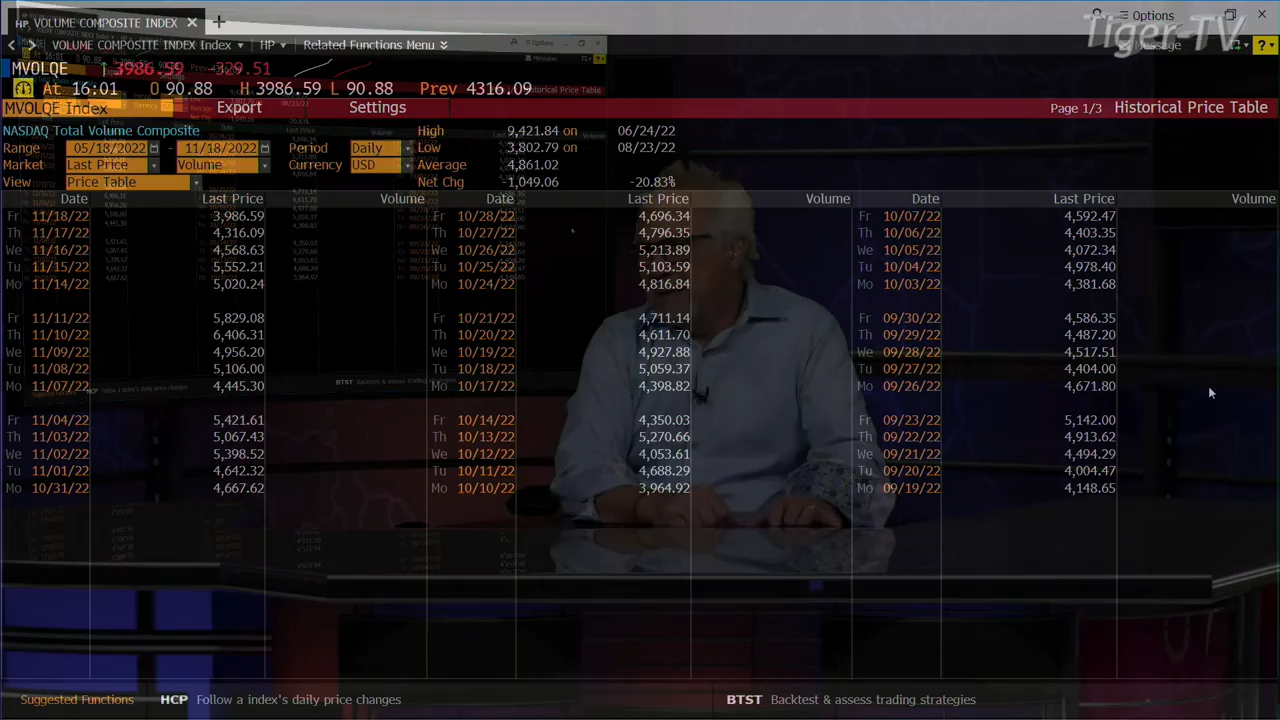 HP VOLUME COMPOSITE INDEX × +
Options
Tiger-TV
VOLUME COMPOSITE INDEX Index HP Related Functions Menu
Message
MVOLQE 3986.59 -329.51
At 16:01 O 90.88 H 3986.59 L 90.88 Prev 4316.09
MVOLQE Index Export Settings Page 1/3 Historical Price Table
NASDAQ Total Volume Composite High 9,421.84 on 06/24/22
Range 05/18/2022 - 11/18/2022 Period Daily Low 3,802.79 on 08/23/22
Market Last Price Volume Currency USD Average 4,861.02
View Price Table Net Chg -1,049.06 -20.83%
Date Last Price Volume Date Last Price Volume Date Last Price Volume
Fr 11/18/22 3,986.59 Fr 10/28/22 4,696.34 Fr 10/07/22 4,592.47
Th 11/17/22 4,316.09 Th 10/27/22 4,796.35 Th 10/06/22 4,403.35
We 11/16/22 4,568.63 We 10/26/22 5,213.89 We 10/05/22 4,072.34
Tu 11/15/22 5,552.21 Tu 10/25/22 5,103.59 Tu 10/04/22 4,978.40
Mo 11/14/22 5,020.24 Mo 10/24/22 4,816.84 Mo 10/03/22 4,381.68
Fr 11/11/22 5,829.08 Fr 10/21/22 4,711.14 Fr 09/30/22 4,586.35
Th 11/10/22 6,406.31 Th 10/20/22 4,611.70 Th 09/29/22 4,487.20
We 11/09/22 4,956.20 We 10/19/22 4,927.88 We 09/28/22 4,517.51
Tu 11/08/22 5,106.00 Tu 10/18/22 5,059.37 Tu 09/27/22 4,404.00
Mo 11/07/22 4,445.30 Mo 10/17/22 4,398.82 Mo 09/26/22 4,671.80
Fr 11/04/22 5,421.61 Fr 10/14/22 4,350.03 Fr 09/23/22 5,142.00
Th 11/03/22 5,067.43 Th 10/13/22 5,270.66 Th 09/22/22 4,913.62
We 11/02/22 5,398.52 We 10/12/22 4,053.61 We 09/21/22 4,494.29
Tu 11/01/22 4,642.32 Tu 10/11/22 4,688.29 Tu 09/20/22 4,004.47
Mo 10/31/22 4,667.62 Mo 10/10/22 3,964.92 Mo 09/19/22 4,148.65
Suggested Functions HCP Follow a index's daily price changes BTST Backtest & assess trading strategies